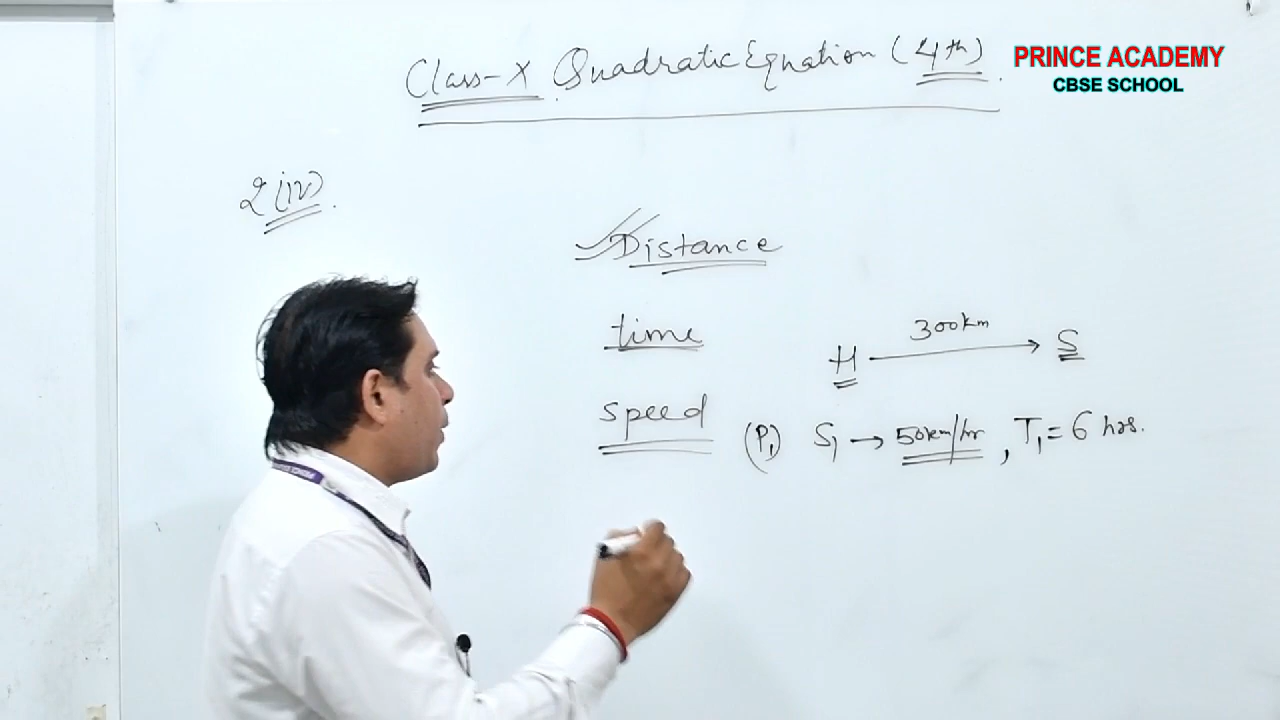 Class-X Quadratic Equation (4th)
PRINCE ACADEMY
CBSE SCHOOL
2(iv).
Distance
time
H 300km S
speed
(P₁) S₁ → 50km/hr, T₁ = 6 hrs.